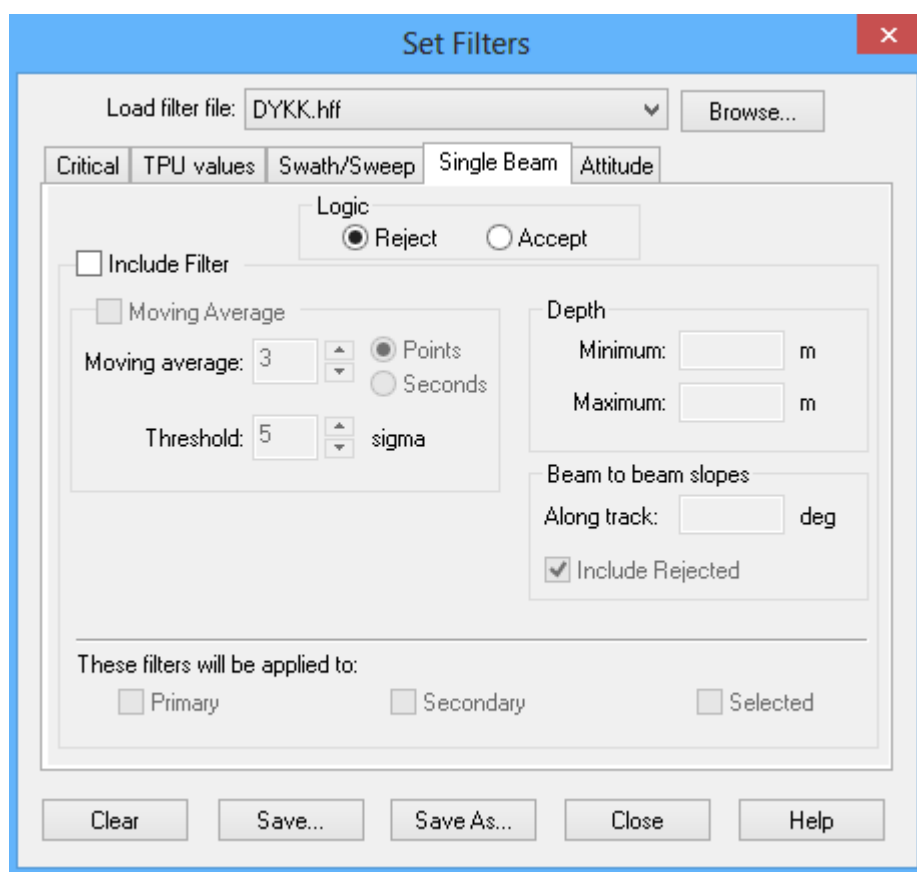 Set Filters
Load filter file: DYKK.hff Browse...
Critical TPU values Swath/Sweep Single Beam Attitude
Logic
Reject Accept
Include Filter
Moving Average
Moving average: 3 Points
Seconds
Threshold: 5 sigma
Depth
Minimum: m
Maximum: m
Beam to beam slopes
Along track: deg
Include Rejected
These filters will be applied to:
Primary Secondary Selected
Clear Save... Save As... Close Help